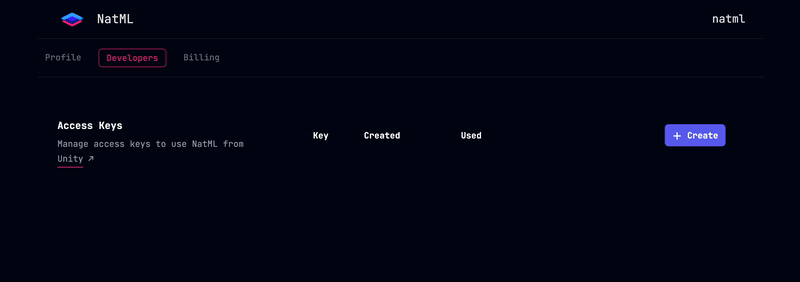 NatML
natml
Profile Developers Billing
Access Keys
Key Created Used + Create
Manage access keys to use NatML from
Unity ↗